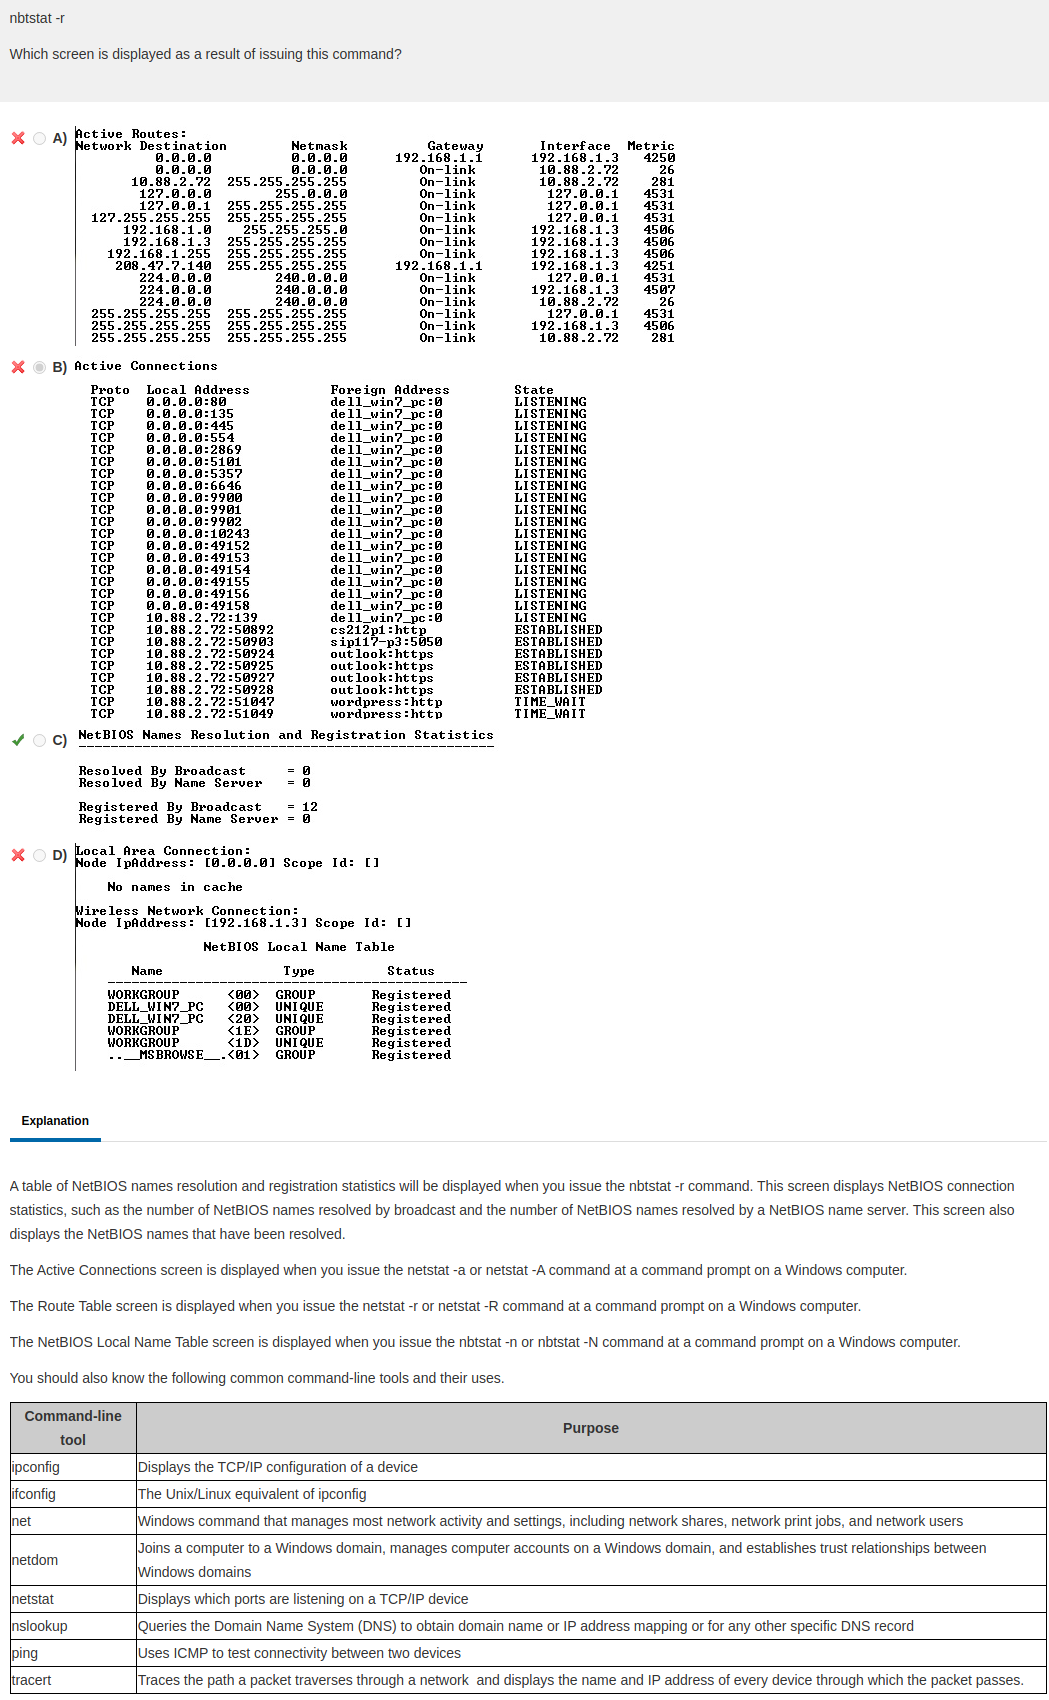 nbtstat -r
Which screen is displayed as a result of issuing this command?
A)
Active Routes:
Network Destination Netmask Gateway Interface Metric
0.0.0.0 0.0.0.0 192.168.1.1 192.168.1.3 4250
0.0.0.0 0.0.0.0 On-link 10.88.2.72 26
10.88.2.72 255.255.255.255 On-link 10.88.2.72 281
127.0.0.0 255.0.0.0 On-link 127.0.0.1 4531
127.0.0.1 255.255.255.255 On-link 127.0.0.1 4531
127.255.255.255 255.255.255.255 On-link 127.0.0.1 4531
192.168.1.0 255.255.255.0 On-link 192.168.1.3 4506
192.168.1.3 255.255.255.255 On-link 192.168.1.3 4506
192.168.1.255 255.255.255.255 On-link 192.168.1.3 4506
208.47.7.140 255.255.255.255 192.168.1.1 192.168.1.3 4251
224.0.0.0 240.0.0.0 On-link 127.0.0.1 4531
224.0.0.0 240.0.0.0 On-link 192.168.1.3 4507
224.0.0.0 240.0.0.0 On-link 10.88.2.72 26
255.255.255.255 255.255.255.255 On-link 127.0.0.1 4531
255.255.255.255 255.255.255.255 On-link 192.168.1.3 4506
255.255.255.255 255.255.255.255 On-link 10.88.2.72 281
B) Active Connections
Proto Local Address Foreign Address State
TCP 0.0.0.0:80 dell_win7_pc:0 LISTENING
TCP 0.0.0.0:135 dell_win7_pc:0 LISTENING
TCP 0.0.0.0:445 dell_win7_pc:0 LISTENING
TCP 0.0.0.0:554 dell_win7_pc:0 LISTENING
TCP 0.0.0.0:2869 dell_win7_pc:0 LISTENING
TCP 0.0.0.0:5101 dell_win7_pc:0 LISTENING
TCP 0.0.0.0:5357 dell_win7_pc:0 LISTENING
TCP 0.0.0.0:6646 dell_win7_pc:0 LISTENING
TCP 0.0.0.0:9900 dell_win7_pc:0 LISTENING
TCP 0.0.0.0:9901 dell_win7_pc:0 LISTENING
TCP 0.0.0.0:9902 dell_win7_pc:0 LISTENING
TCP 0.0.0.0:10243 dell_win7_pc:0 LISTENING
TCP 0.0.0.0:49152 dell_win7_pc:0 LISTENING
TCP 0.0.0.0:49153 dell_win7_pc:0 LISTENING
TCP 0.0.0.0:49154 dell_win7_pc:0 LISTENING
TCP 0.0.0.0:49155 dell_win7_pc:0 LISTENING
TCP 0.0.0.0:49156 dell_win7_pc:0 LISTENING
TCP 0.0.0.0:49158 dell_win7_pc:0 LISTENING
TCP 10.88.2.72:139 dell_win7_pc:0 LISTENING
TCP 10.88.2.72:50892 cs212p1:http ESTABLISHED
TCP 10.88.2.72:50903 sip117-p3:5050 ESTABLISHED
TCP 10.88.2.72:50924 outlook:https ESTABLISHED
TCP 10.88.2.72:50925 outlook:https ESTABLISHED
TCP 10.88.2.72:50927 outlook:https ESTABLISHED
TCP 10.88.2.72:50928 outlook:https ESTABLISHED
TCP 10.88.2.72:51047 wordpress:http TIME_WAIT
TCP 10.88.2.72:51049 wordpress:http TIME_WAIT
C) NetBIOS Names Resolution and Registration Statistics
----------------------------------------------------
Resolved By Broadcast = 0
Resolved By Name Server = 0
Registered By Broadcast = 12
Registered By Name Server = 0
D) Local Area Connection:
Node IpAddress: [0.0.0.0] Scope Id: []
No names in cache
Wireless Network Connection:
Node IpAddress: [192.168.1.3] Scope Id: []
NetBIOS Local Name Table
Name Type Status
---------------------------------------------
WORKGROUP <00> GROUP Registered
DELL_WIN7_PC <00> UNIQUE Registered
DELL_WIN7_PC <20> UNIQUE Registered
WORKGROUP <1E> GROUP Registered
WORKGROUP <1D> UNIQUE Registered
..__MSBROWSE__.<01> GROUP Registered
Explanation
A table of NetBIOS names resolution and registration statistics will be displayed when you issue the nbtstat -r command. This screen displays NetBIOS connection
statistics, such as the number of NetBIOS names resolved by broadcast and the number of NetBIOS names resolved by a NetBIOS name server. This screen also
displays the NetBIOS names that have been resolved.
The Active Connections screen is displayed when you issue the netstat -a or netstat -A command at a command prompt on a Windows computer.
The Route Table screen is displayed when you issue the netstat -r or netstat -R command at a command prompt on a Windows computer.
The NetBIOS Local Name Table screen is displayed when you issue the nbtstat -n or nbtstat -N command at a command prompt on a Windows computer.
You should also know the following common command-line tools and their uses.
Command-line
tool
Purpose
ipconfig Displays the TCP/IP configuration of a device
ifconfig The Unix/Linux equivalent of ipconfig
net Windows command that manages most network activity and settings, including network shares, network print jobs, and network users
netdom Joins a computer to a Windows domain, manages computer accounts on a Windows domain, and establishes trust relationships between
Windows domains
netstat Displays which ports are listening on a TCP/IP device
nslookup Queries the Domain Name System (DNS) to obtain domain name or IP address mapping or for any other specific DNS record
ping Uses ICMP to test connectivity between two devices
tracert Traces the path a packet traverses through a network and displays the name and IP address of every device through which the packet passes.